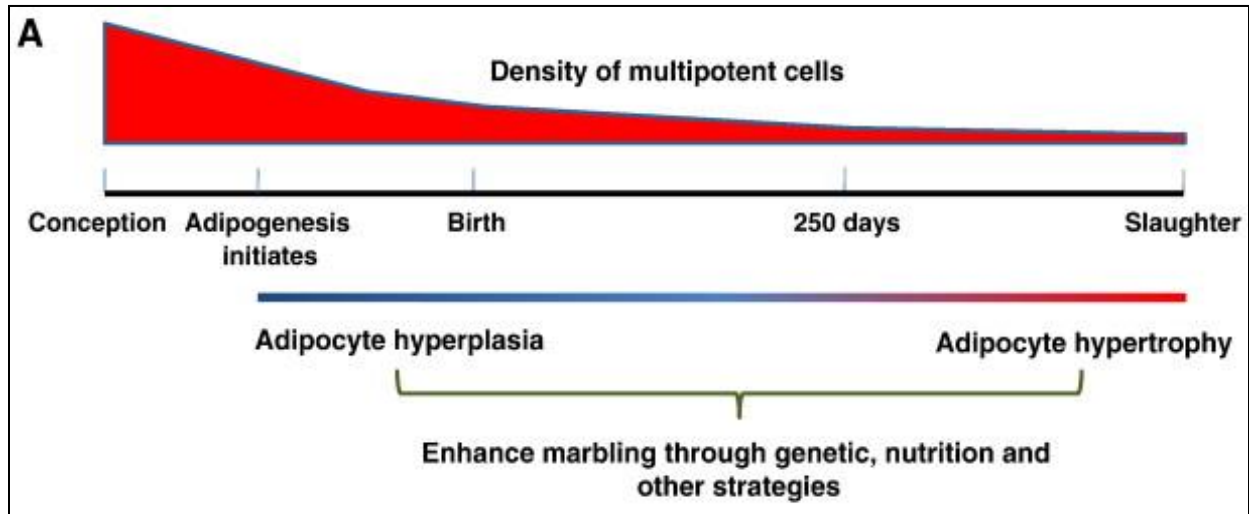 A
Density of multipotent cells
Conception
Adipogenesis
initiates
Birth
250 days
Slaughter
Adipocyte hyperplasia
Adipocyte hypertrophy
Enhance marbling through genetic, nutrition and
other strategies